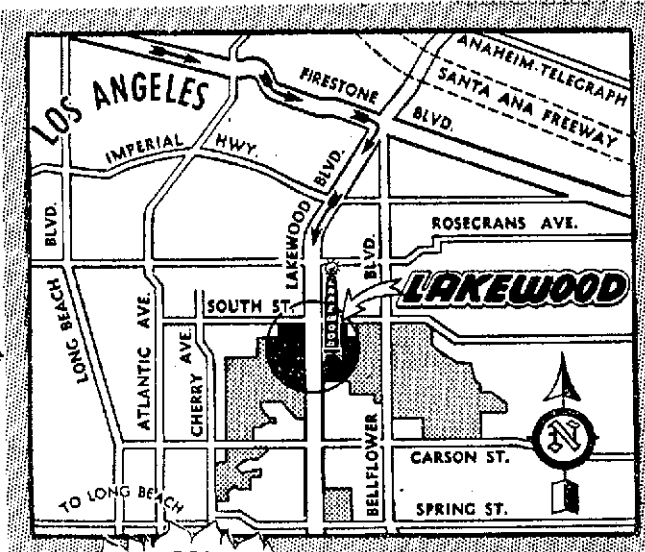 ANAHEIM-TELEGRAPH
SANTA ANA FREEWAY
FIRESTONE
BLVD.
LOS ANGELES
IMPERIAL HWY.
LAKEWOOD BLVD.
BLVD.
ROSECRANS AVE.
LONG BEACH
BLVD.
LAKEWOOD
SOUTH ST.
ATLANTIC AVE.
CHERRY AVE.
BELLFLOWER
N
CARSON ST.
TO LONG BEACH
SPRING ST.